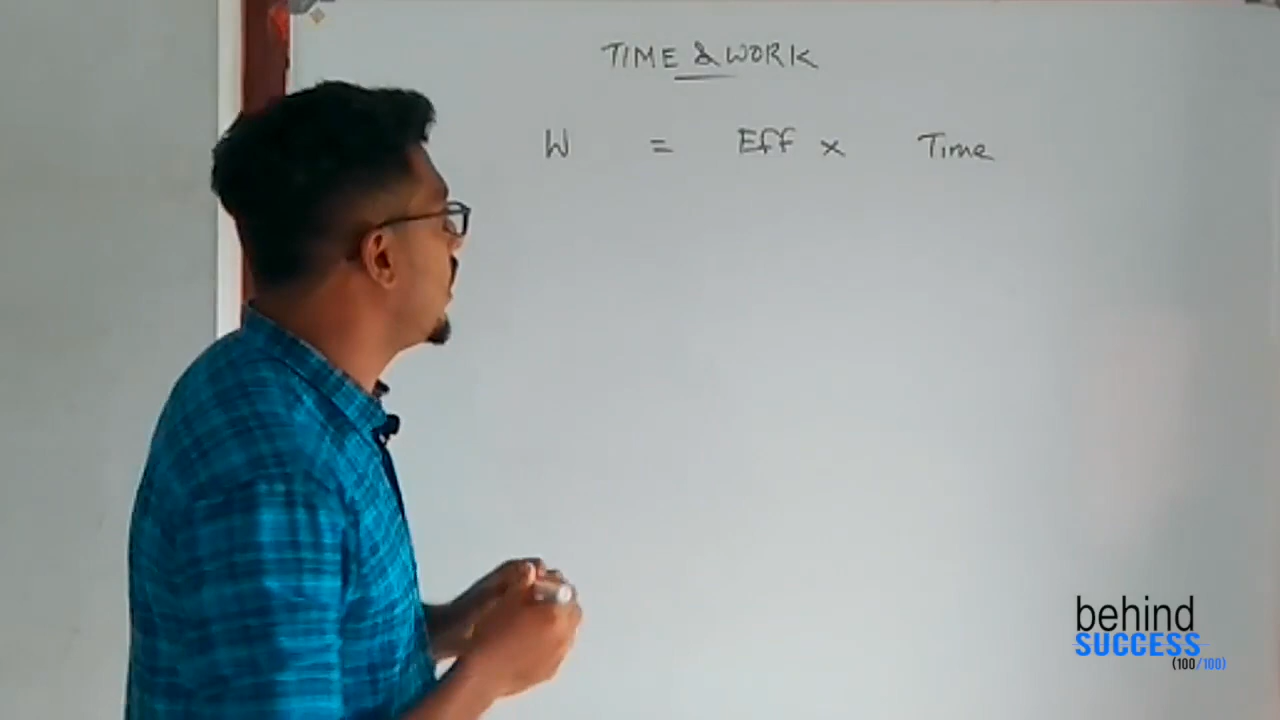 TIME & WORK
W = Eff × Time
behind
SUCCESS
(100/100)